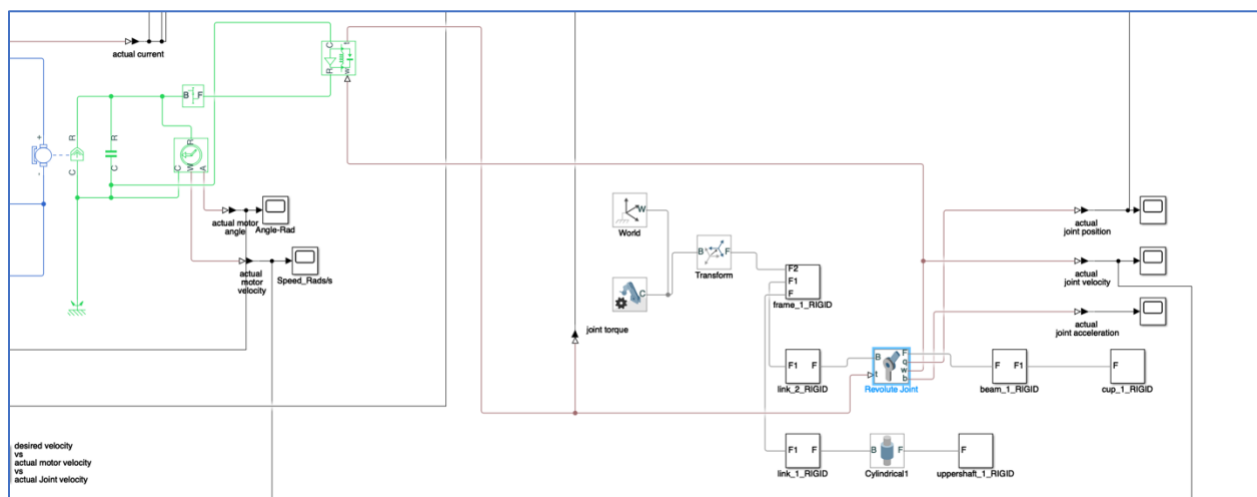 actual current
C
t
R
w
B
F
+
-
R
C
R
C
R
C
W
A
actual motor
angle
Angle-Rad
actual
motor
velocity
Speed_Rads/s
W
World
C
B
F
Transform
F2
F1
F
frame_1_RIGID
joint torque
actual
joint position
actual
joint velocity
actual
joint acceleration
F1
F
link_2_RIGID
B
t
F
q
w
b
Revolute Joint
F
F1
beam_1_RIGID
F
cup_1_RIGID
F1
F
link_1_RIGID
B
F
Cylindrical1
F
uppershaft_1_RIGID
desired velocity
vs
actual motor velocity
vs
actual Joint velocity